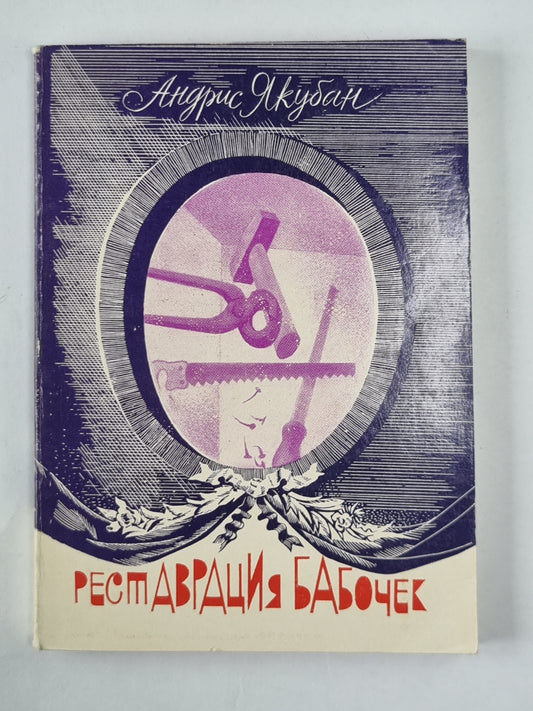 Андрис Якубан
РЕСТАВРАЦИЯ БАБОЧЕК